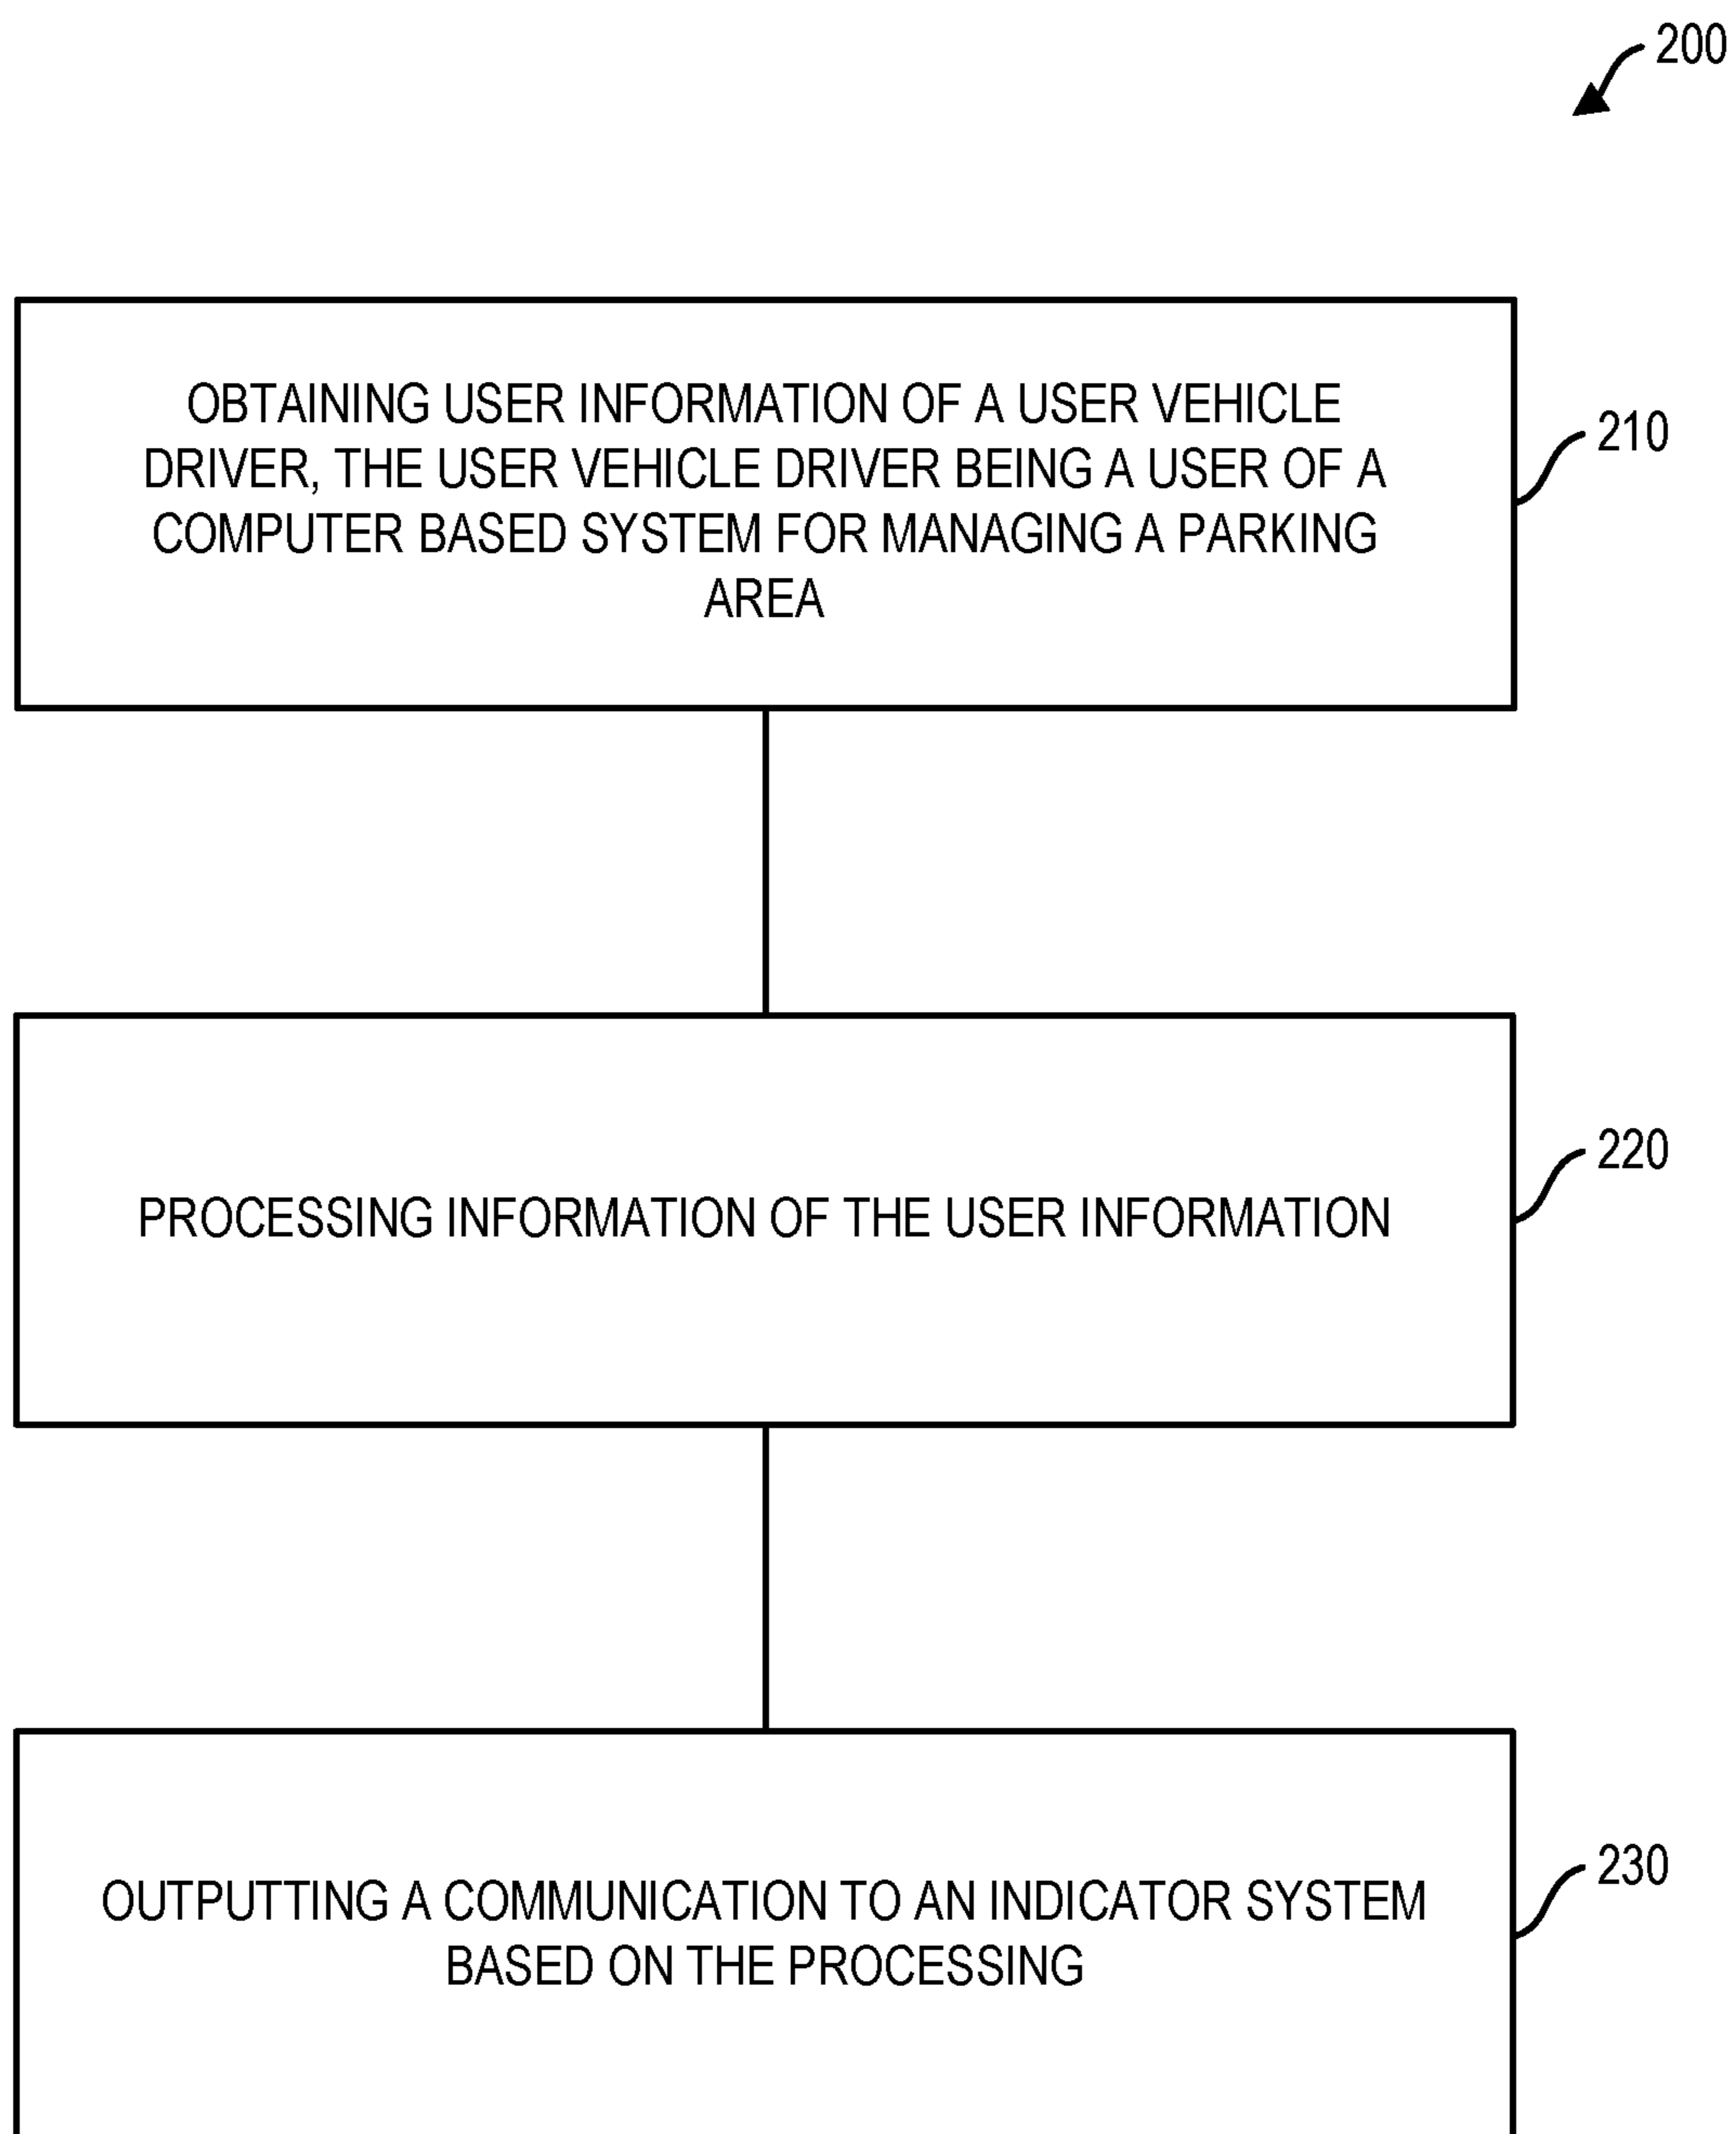 200
OBTAINING USER INFORMATION OF A USER VEHICLE
DRIVER, THE USER VEHICLE DRIVER BEING A USER OF A
COMPUTER BASED SYSTEM FOR MANAGING A PARKING
AREA
210
PROCESSING INFORMATION OF THE USER INFORMATION
220
OUTPUTTING A COMMUNICATION TO AN INDICATOR SYSTEM
BASED ON THE PROCESSING
230